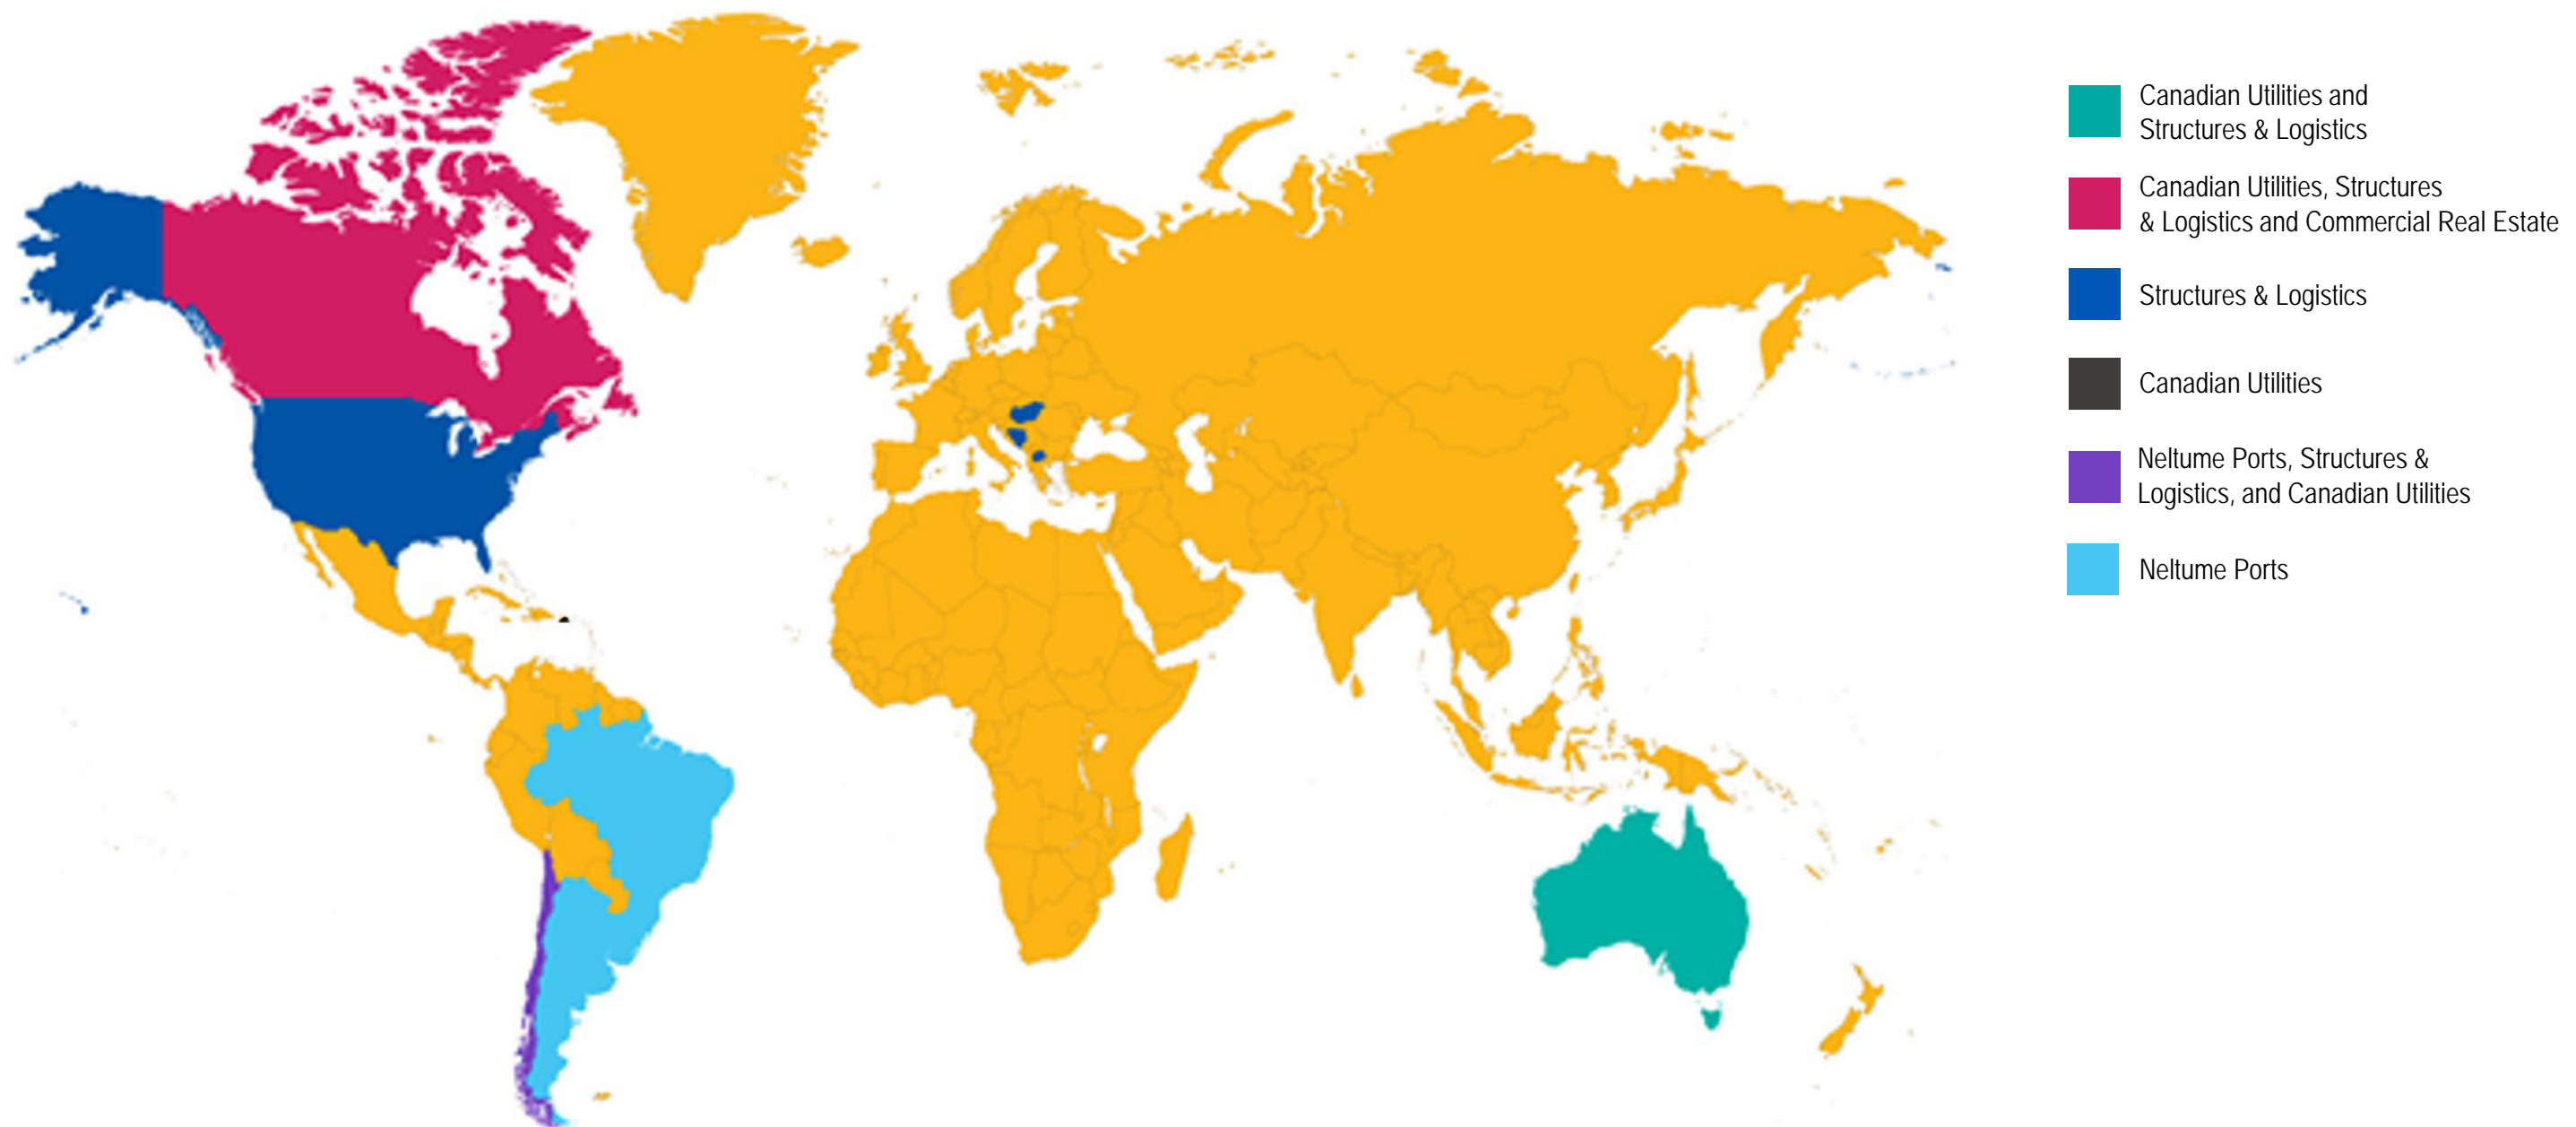 Canadian Utilities and
Structures & Logistics
Canadian Utilities, Structures
& Logistics and Commercial Real Estate
Structures & Logistics
Canadian Utilities
Neltume Ports, Structures &
Logistics, and Canadian Utilities
Neltume Ports